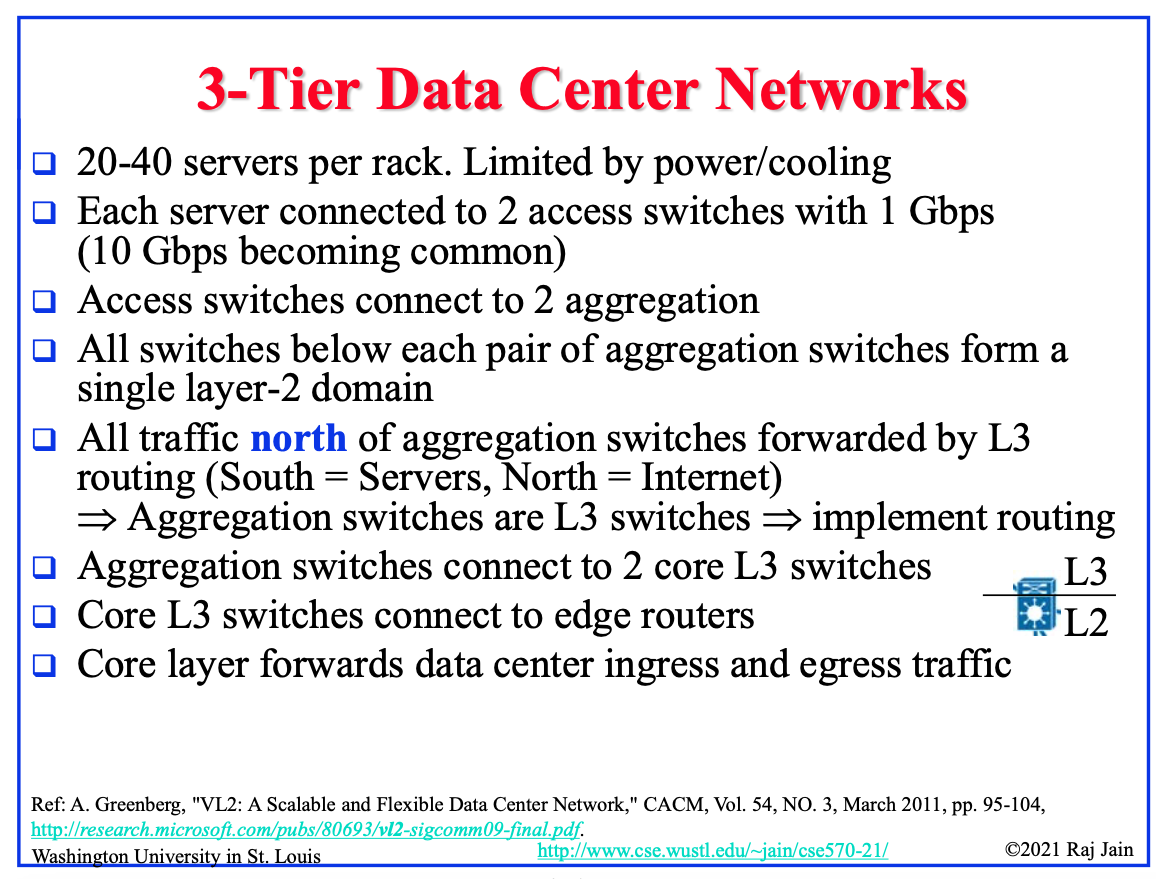 3-Tier Data Center Networks
20-40 servers per rack. Limited by power/cooling
Each server connected to 2 access switches with 1 Gbps
(10 Gbps becoming common)
Access switches connect to 2 aggregation
All switches below each pair of aggregation switches form a
single layer-2 domain
All traffic north of aggregation switches forwarded by L3
routing (South = Servers, North = Internet)
⇒ Aggregation switches are L3 switches ⇒ implement routing
Aggregation switches connect to 2 core L3 switches
Core L3 switches connect to edge routers
Core layer forwards data center ingress and egress traffic
L3
L2
Ref: A. Greenberg, "VL2: A Scalable and Flexible Data Center Network," CACM, Vol. 54, NO. 3, March 2011, pp. 95-104,
http://research.microsoft.com/pubs/80693/vl2-sigcomm09-final.pdf.
Washington University in St. Louis
http://www.cse.wustl.edu/~jain/cse570-21/
©2021 Raj Jain